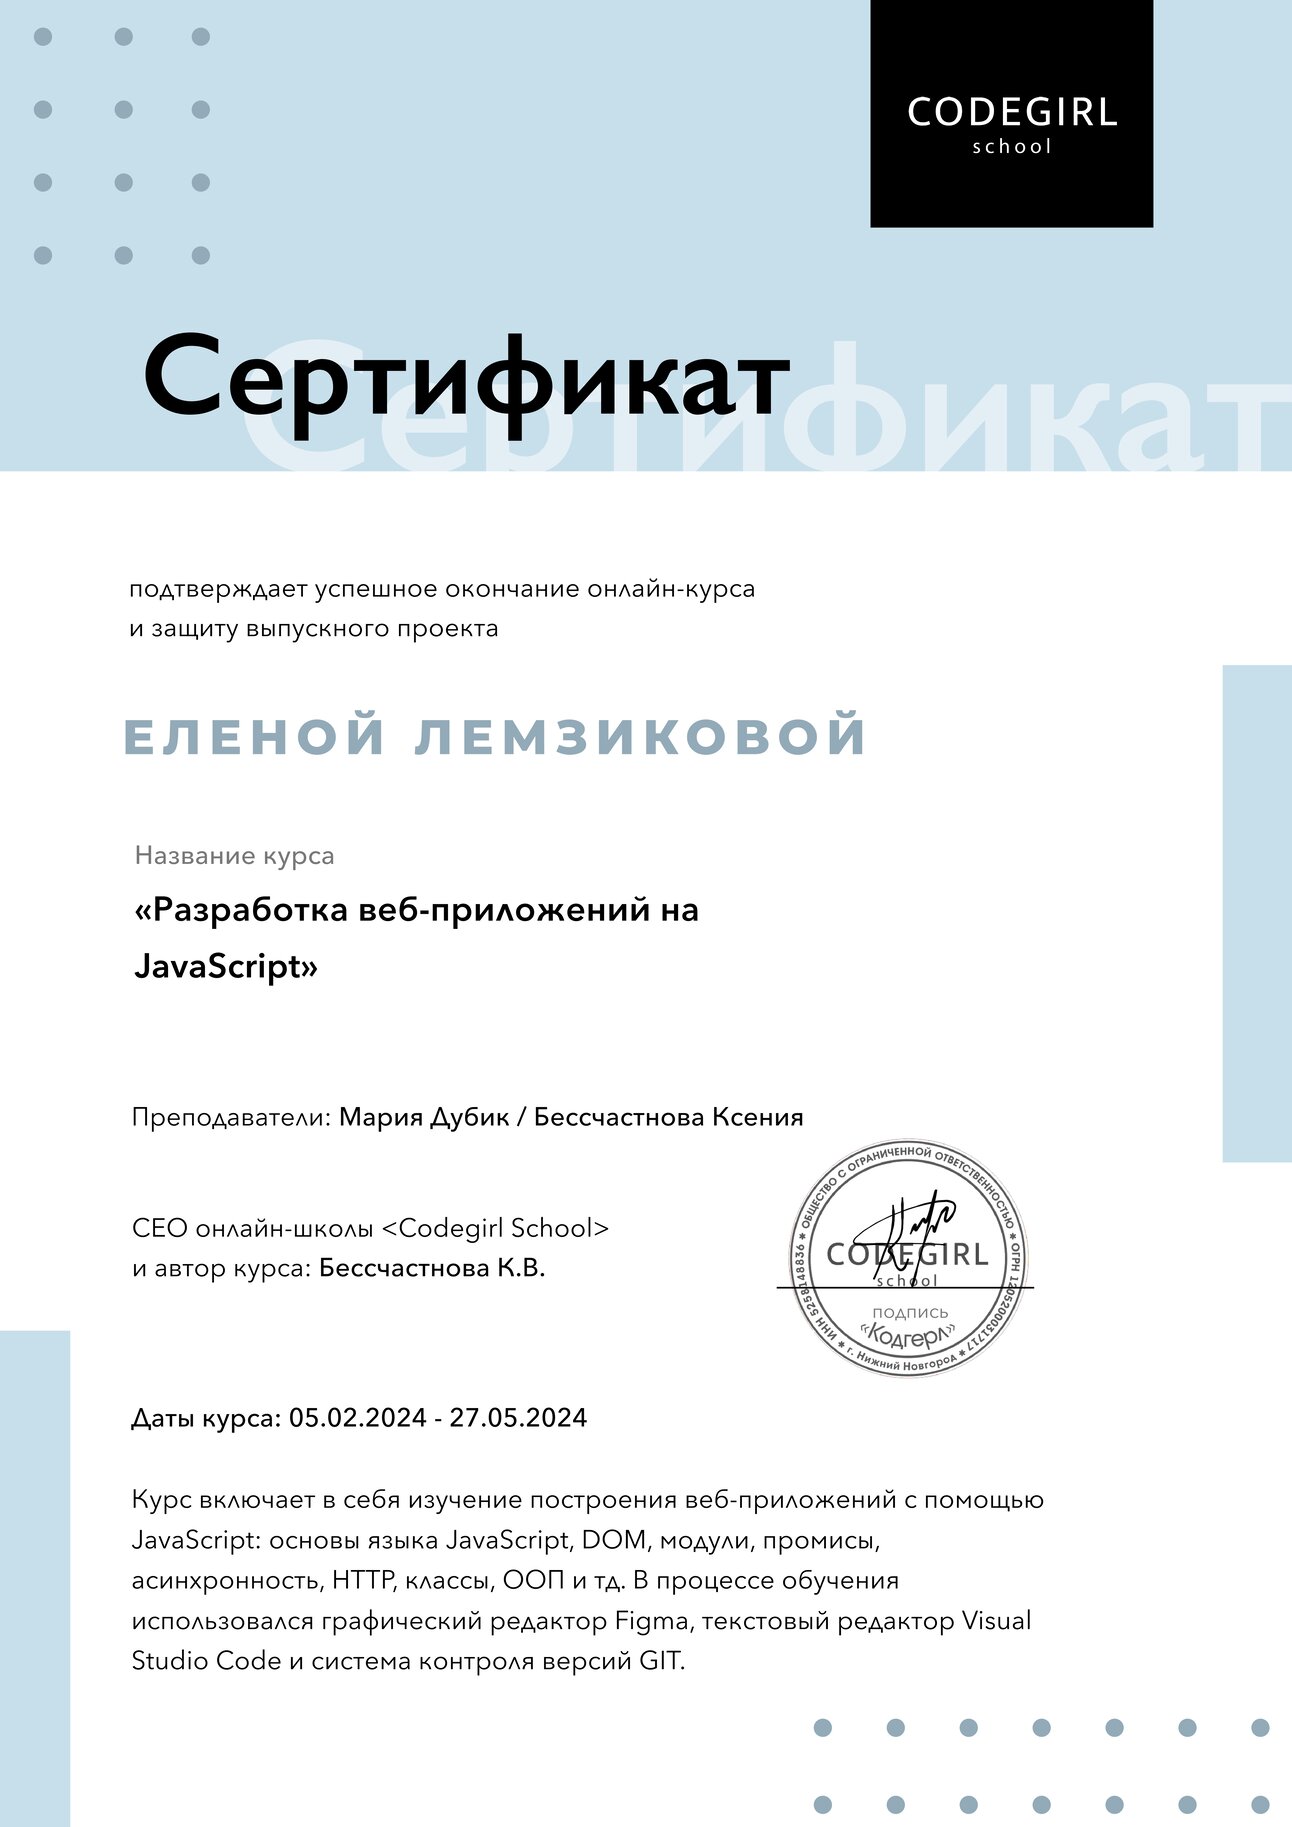 CODEGIRL
school
Сертификат
Сертификат
подтверждает успешное окончание онлайн-курса
и защиту выпускного проекта
ЕЛЕНОЙ ЛЕМЗИКОВОЙ
Название курса
«Разработка веб-приложений на
JavaScript»
Преподаватели: Мария Дубик / Бессчастнова Ксения
CEO онлайн-школы <Codegirl School>
и автор курса: Бессчастнова К.В.
ОБЩЕСТВО С ОГРАНИЧЕННОЙ ОТВЕТСТВЕННОСТЬЮ * ОГРН 1205200031717 * г. Нижний Новгород * ИНН 5258148836 *
CODEGIRL
school
подпись
«Кодгерл»
Даты курса: 05.02.2024 - 27.05.2024
Курс включает в себя изучение построения веб-приложений с помощью
JavaScript: основы языка JavaScript, DOM, модули, промисы,
асинхронность, HTTP, классы, ООП и тд. В процессе обучения
использовался графический редактор Figma, текстовый редактор Visual
Studio Code и система контроля версий GIT.